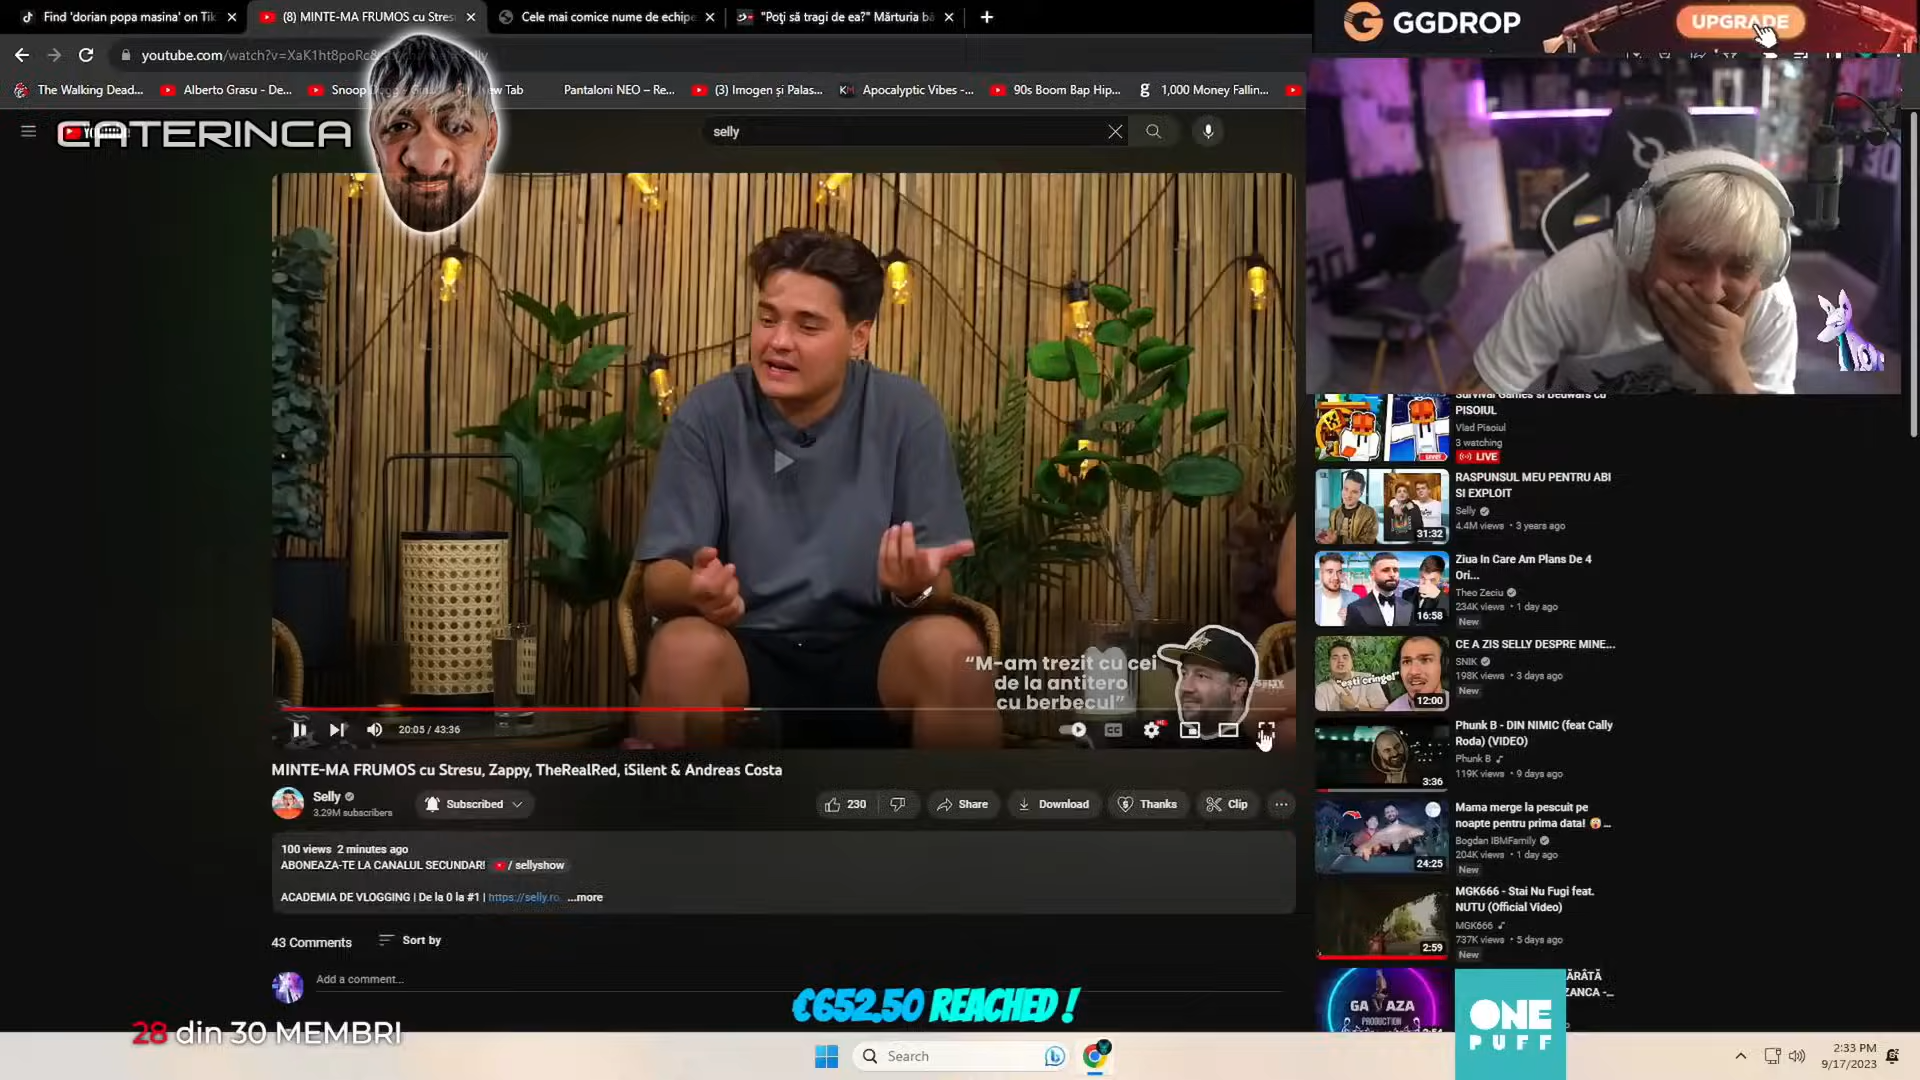 Find 'dorian popa masina' on Tik
(8) MINTE-MA FRUMOS cu Stres
Cele mai comice nume de echipe
"Poți să tragi de ea?" Mărturia b
GGDROP
UPGRADE
youtube.com/watch?v=XaK1ht8poRc
The Walking Dead...
Alberto Grasu - De...
Snoop
New Tab
Pantaloni NEO – Re...
(3) Imogen și Palas...
Apocalyptic Vibes -...
90s Boom Bap Hip...
1,000 Money Fallin...
CATERINCA
selly
"M-am trezit cu cei
de la antitero
cu berbecul"
20:05 / 43:36
MINTE-MA FRUMOS cu Stresu, Zappy, TheRealRed, iSilent & Andreas Costa
Selly
3.29M subscribers
Subscribed
230
Share
Download
Thanks
Clip
100 views 2 minutes ago
ABONEAZA-TE LA CANALUL SECUNDAR! / sellyshow
ACADEMIA DE VLOGGING | De la 0 la #1 | https://selly.ro ...more
43 Comments
Sort by
Add a comment...
Survival Games si Bedwars cu
PISOIUL
Vlad Pisoiul
3 watching
LIVE
RASPUNSUL MEU PENTRU ABI
SI EXPLOIT
Selly
4.4M views • 3 years ago
31:32
Ziua In Care Am Plans De 4
Ori...
Theo Zeciu
234K views • 1 day ago
New
16:58
CE A ZIS SELLY DESPRE MINE...
SNIK
198K views • 3 days ago
New
"ești cringe!"
12:00
Phunk B - DIN NIMIC (feat Cally
Roda) (VIDEO)
Phunk B
119K views • 9 days ago
3:36
Mama merge la pescuit pe
noapte pentru prima data!
Bogdan IBMFamily
204K views • 1 day ago
New
24:25
MGK666 - Stai Nu Fugi feat.
NUTU (Official Video)
MGK666
737K views • 5 days ago
New
2:59
GA AZA
PRODUCTION
ONE
PUFF
€652.50 REACHED !
28 din 30 MEMBRI
Search
2:33 PM
9/17/2023